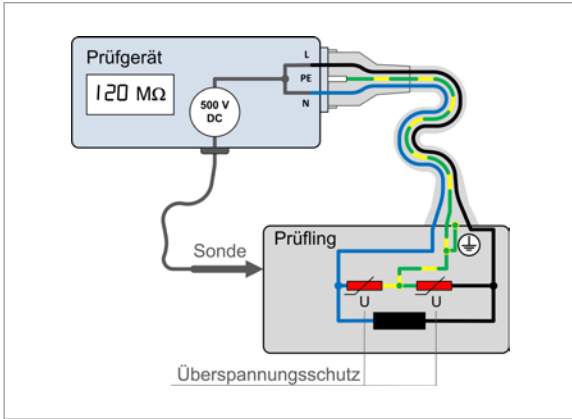 Prüfgerät
120 MΩ
500 V
DC
L
PE
N
Sonde
Prüfling
U
U
Überspannungsschutz